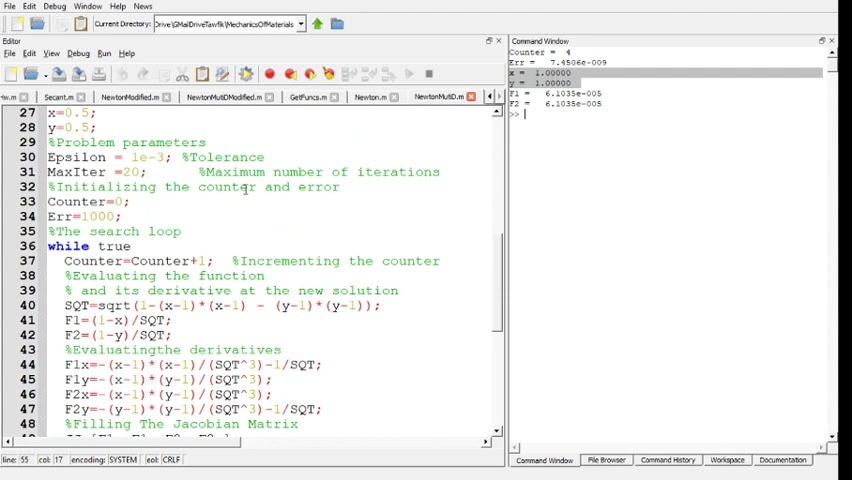 File Edit Debug Window Help News
Current Directory: Drive\GMailDriveTawfik\MechanicsOfMaterials
Editor
File Edit View Debug Run Help
Secant.m NewtonModified.m NewtonMutiDModified.m GetFuncs.m Newton.m NewtonMutiD.m
27 x=0.5;
28 y=0.5;
29 %Problem parameters
30 Epsilon = 1e-3; %Tolerance
31 MaxIter =20; %Maximum number of iterations
32 %Initializing the counter and error
33 Counter=0;
34 Err=1000;
35 %The search loop
36 while true
37 Counter=Counter+1; %Incrementing the counter
38 %Evaluating the function
39 % and its derivative at the new solution
40 SQT=sqrt(1-(x-1)*(x-1) - (y-1)*(y-1));
41 F1=(1-x)/SQT;
42 F2=(1-y)/SQT;
43 %Evaluatingthe derivatives
44 F1x=-(x-1)*(x-1)/(SQT^3)-1/SQT;
45 F1y=-(x-1)*(y-1)/(SQT^3);
46 F2x=-(x-1)*(y-1)/(SQT^3);
47 F2y=-(y-1)*(y-1)/(SQT^3)-1/SQT;
48 %Filling The Jacobian Matrix
line: 55 col: 17 encoding: SYSTEM eol: CRLF
Command Window
Counter = 4
Err = 7.4506e-009
x = 1.00000
y = 1.00000
F1 = 6.1035e-005
F2 = 6.1035e-005
>>
Command Window File Browser Command History Workspace Documentation